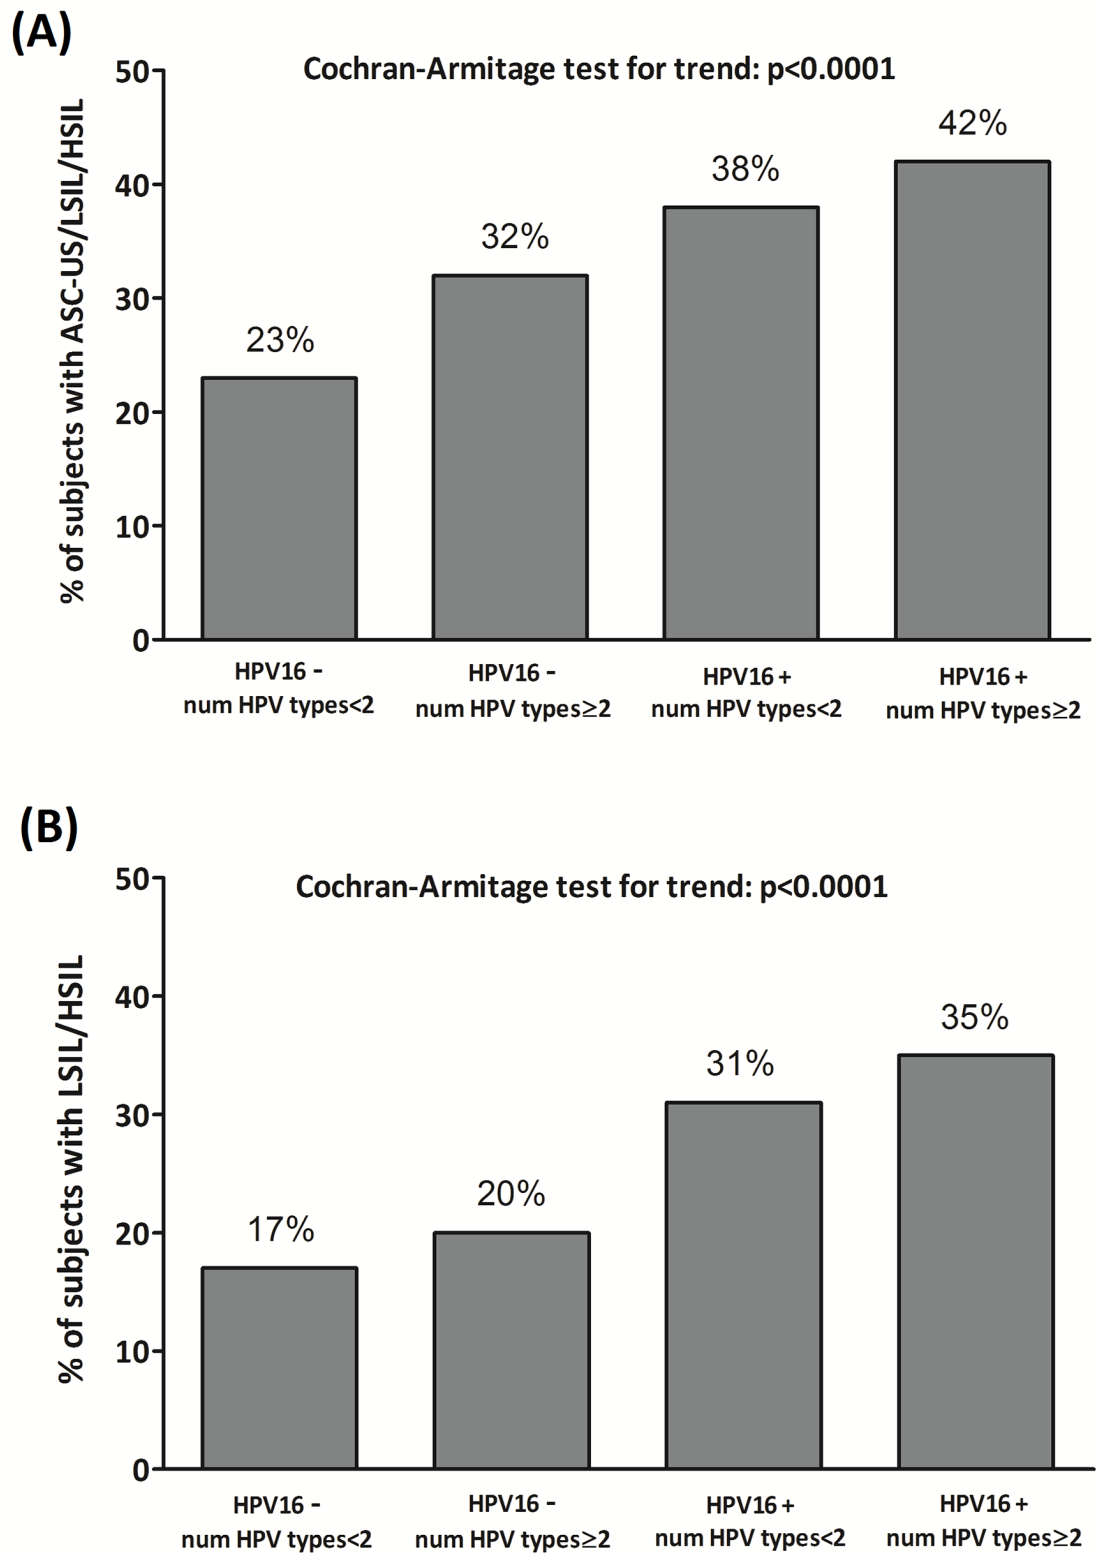 (A)
Cochran-Armitage test for trend: p<0.0001
% of subjects with ASC-US/LSIL/HSIL
50
40
30
20
10
0
23%
32%
38%
42%
HPV16 -
num HPV types<2
HPV16 -
num HPV types≥2
HPV16 +
num HPV types<2
HPV16 +
num HPV types≥2
(B)
Cochran-Armitage test for trend: p<0.0001
% of subjects with LSIL/HSIL
50
40
30
20
10
0
17%
20%
31%
35%
HPV16 -
num HPV types<2
HPV16 -
num HPV types≥2
HPV16 +
num HPV types<2
HPV16 +
num HPV types≥2